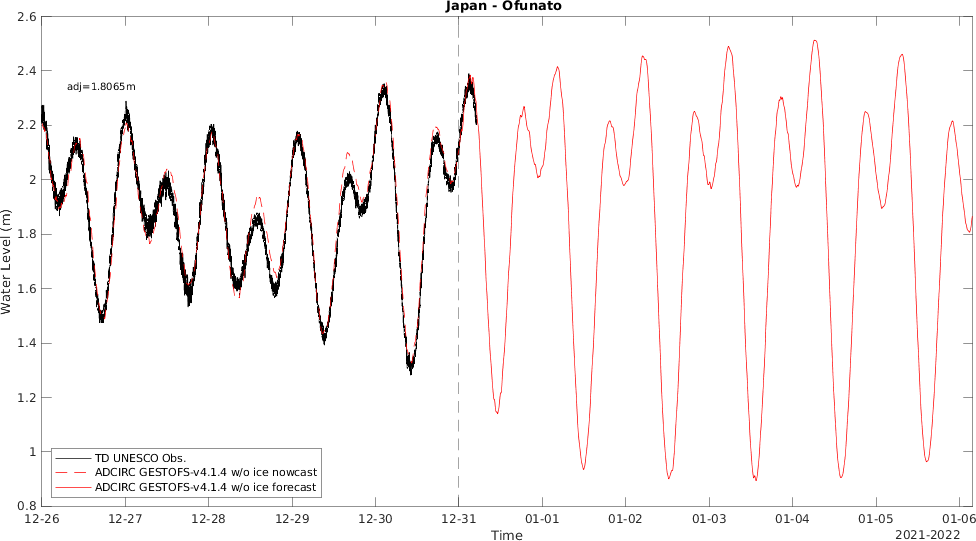 Japan - Ofunato
2.6
2.4
2.2
2
1.8
1.6
1.4
1.2
1
0.8
Water Level (m)
adj=1.8065m
TD UNESCO Obs.
ADCIRC GESTOFS-v4.1.4 w/o ice nowcast
ADCIRC GESTOFS-v4.1.4 w/o ice forecast
12-26 12-27 12-28 12-29 12-30 12-31 01-01 01-02 01-03 01-04 01-05 01-06
Time
2021-2022